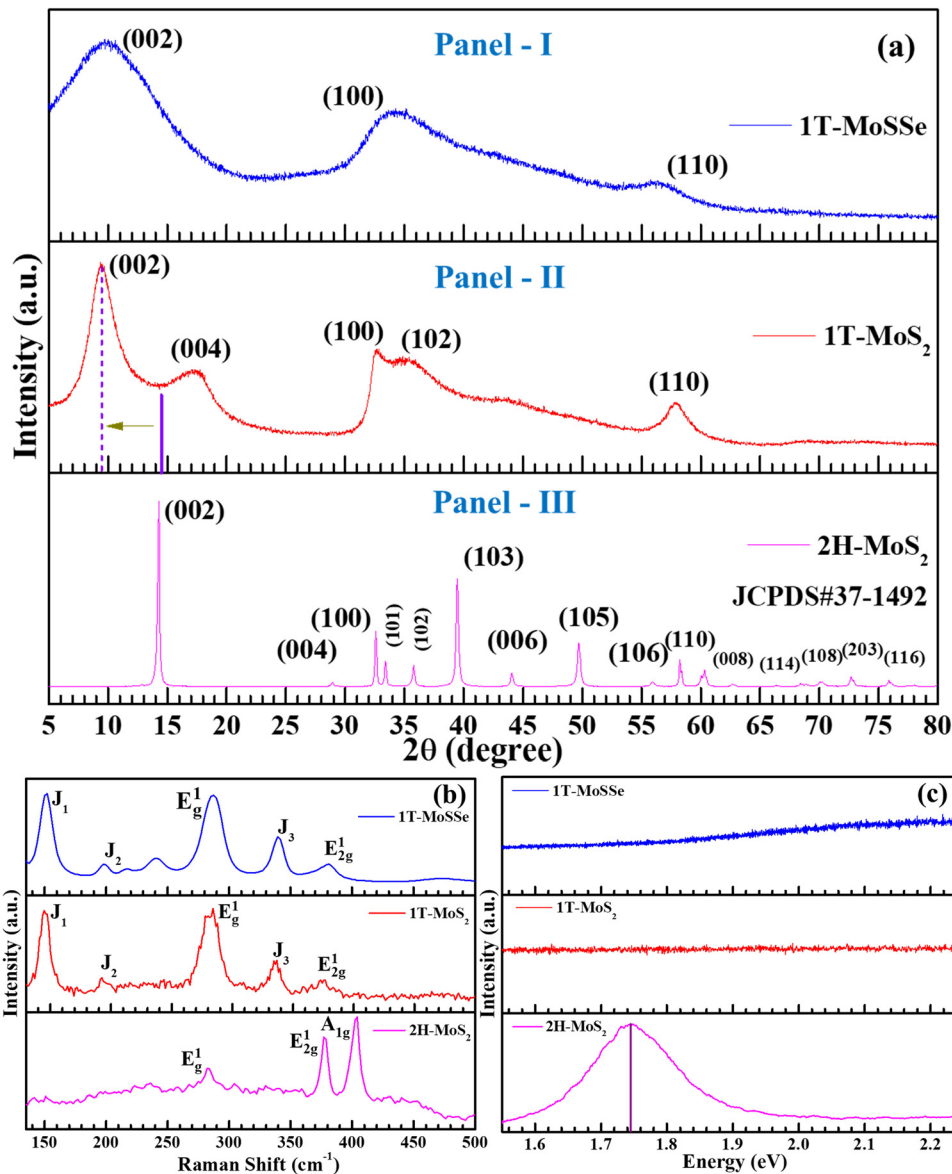 (a)
Panel - I
(002)
(100)
(110)
1T-MoSSe
Panel - II
(002)
(004)
(100)
(102)
(110)
1T-MoS₂
Panel - III
(002)
(004)
(100)
(101)
(102)
(103)
(006)
(105)
(106)
(110)
(008)
(114)
(108)
(203)
(116)
2H-MoS₂
JCPDS#37-1492
Intensity (a.u.)
5 10 15 20 25 30 35 40 45 50 55 60 65 70 75 80
2θ (degree)
(b)
1T-MoSSe
J₁
J₂
E¹g
J₃
E¹2g
1T-MoS₂
J₁
J₂
E¹g
J₃
E¹2g
2H-MoS₂
E¹g
E¹2g
A1g
Intensity (a.u.)
150 200 250 300 350 400 450 500
Raman Shift (cm⁻¹)
(c)
1T-MoSSe
1T-MoS₂
2H-MoS₂
Intensity (a.u.)
1.6 1.7 1.8 1.9 2.0 2.1 2.2
Energy (eV)